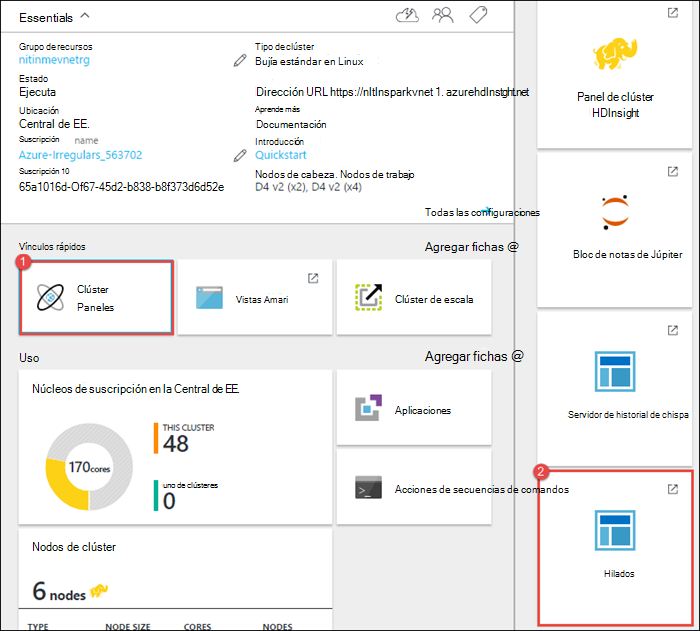 Essentials
Grupo de recursos
nitinmevnetrg
Tipo de clúster
Bujía estándar en Linux
Estado
Ejecuta
Dirección URL https://nltlnsparkvnet 1. azurehdlnstght.net
Ubicación
Central de EE.
Aprende más
Documentación
Suscripción name
Azure-Irregulars_563702
Introducción
Quickstart
Suscripción 10
65a1016d-Of67-45d2-b838-b8f373d6d52e
Nodos de cabeza. Nodos de trabajo
D4 v2 (x2), D4 v2 (x4)
Todas las configuraciones
Vínculos rápidos
Agregar fichas @
1
Clúster
Paneles
Vistas Amari
Clúster de escala
Uso
Agregar fichas @
Núcleos de suscripción en la Central de EE.
170cores
THIS CLUSTER
48
uno de clústeres
0
Aplicaciones
Acciones de secuencias de comandos
Nodos de clúster
6 nodes
TYPE NODE SIZE CORES NODES
Panel de clúster
HDInsight
Bloc de notas de Júpiter
Servidor de historial de chispa
2
Hilados